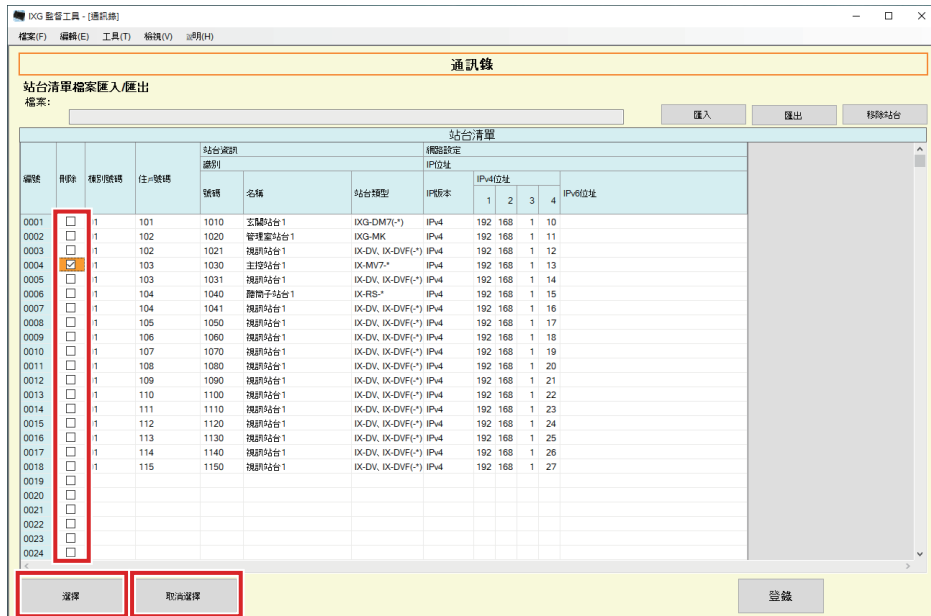 IXG 監督工具 - [通訊錄]
檔案(F) 編輯(E) 工具(T) 檢視(V) 說明(H)
通訊錄
站台清單檔案匯入/匯出
檔案:
匯入 匯出 移除站台
站台清單
站台資訊 網路設定
識別 IP位址
編號 刪除 棟別號碼 住戶號碼 號碼 名稱 站台類型 IP版本 IPv4位址 IPv6位址
1 2 3 4
0001 01 101 1010 玄關站台1 IXG-DM7(-*) IPv4 192 168 1 10
0002 01 102 1020 管理室站台1 IXG-MK IPv4 192 168 1 11
0003 01 102 1021 視訊站台1 IX-DV, IX-DVF(-*) IPv4 192 168 1 12
0004 103 1030 主控站台1 IX-MV7-* IPv4 192 168 1 13
0005 01 103 1031 視訊站台1 IX-DV, IX-DVF(-*) IPv4 192 168 1 14
0006 01 104 1040 聽筒子站台1 IX-RS-* IPv4 192 168 1 15
0007 01 104 1041 視訊站台1 IX-DV, IX-DVF(-*) IPv4 192 168 1 16
0008 01 105 1050 視訊站台1 IX-DV, IX-DVF(-*) IPv4 192 168 1 17
0009 01 106 1060 視訊站台1 IX-DV, IX-DVF(-*) IPv4 192 168 1 18
0010 01 107 1070 視訊站台1 IX-DV, IX-DVF(-*) IPv4 192 168 1 19
0011 01 108 1080 視訊站台1 IX-DV, IX-DVF(-*) IPv4 192 168 1 20
0012 01 109 1090 視訊站台1 IX-DV, IX-DVF(-*) IPv4 192 168 1 21
0013 01 110 1100 視訊站台1 IX-DV, IX-DVF(-*) IPv4 192 168 1 22
0014 01 111 1110 視訊站台1 IX-DV, IX-DVF(-*) IPv4 192 168 1 23
0015 01 112 1120 視訊站台1 IX-DV, IX-DVF(-*) IPv4 192 168 1 24
0016 01 113 1130 視訊站台1 IX-DV, IX-DVF(-*) IPv4 192 168 1 25
0017 01 114 1140 視訊站台1 IX-DV, IX-DVF(-*) IPv4 192 168 1 26
0018 01 115 1150 視訊站台1 IX-DV, IX-DVF(-*) IPv4 192 168 1 27
0019
0020
0021
0022
0023
0024
選擇 取消選擇 登錄